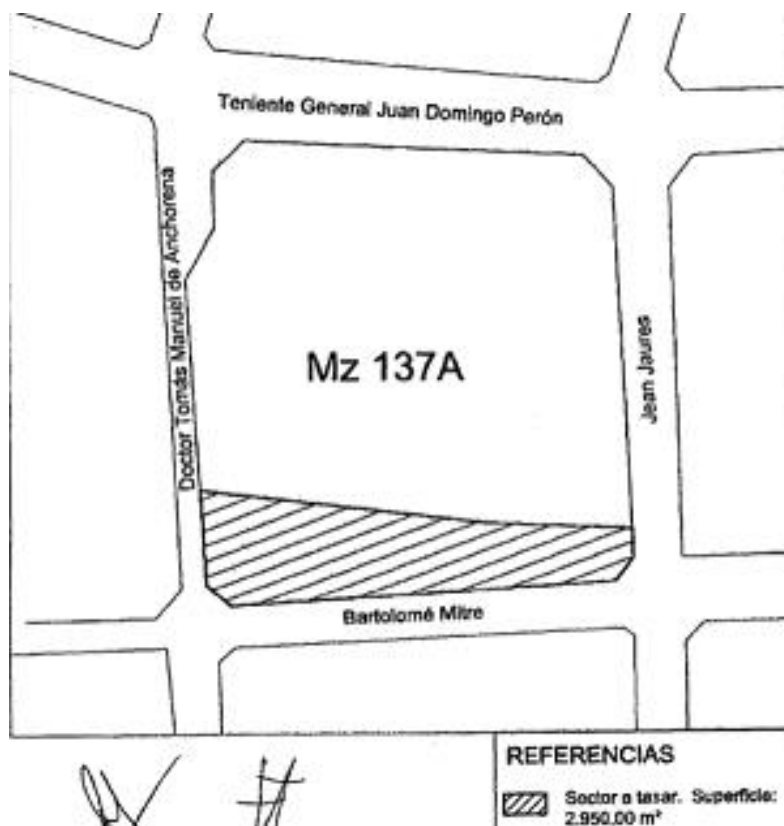 Teniente General Juan Domingo Perón
Doctor Tomás Manuel de Anchorena
Mz 137A
Jean Jaures
Bartolomé Mitre
REFERENCIAS
Sector a tasar. Superficie:
2.950.00 m²